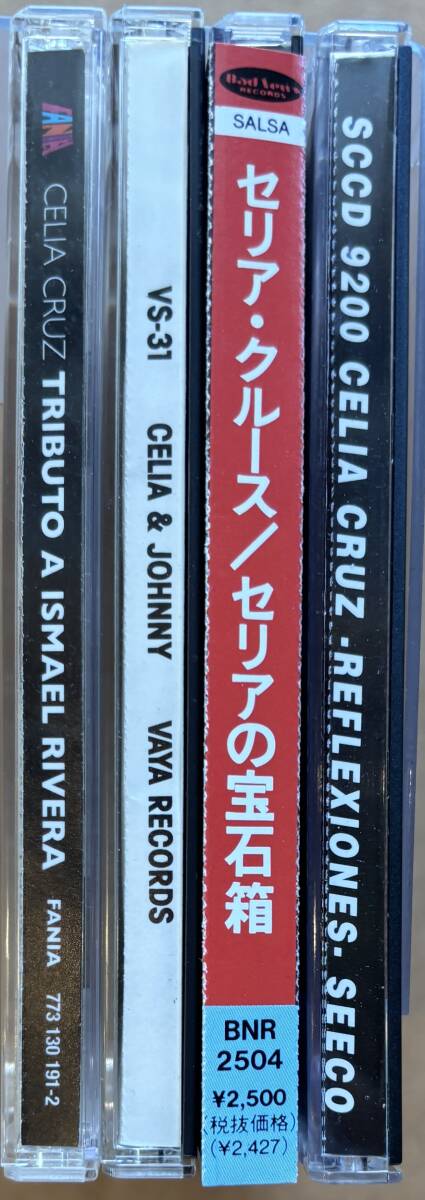 FANIA
CELIA CRUZ TRIBUTO A ISMAEL RIVERA FANIA 773 130 191-2
VS-31 CELIA & JOHNNY VAYA RECORDS
Bad News
RECORDS
SALSA
セリア・クルース/セリアの宝石箱
BNR
2504
¥2,500
(税抜価格)
(¥2,427)
SCCD 9200 CELIA CRUZ -REFLEXIONES- SEECO